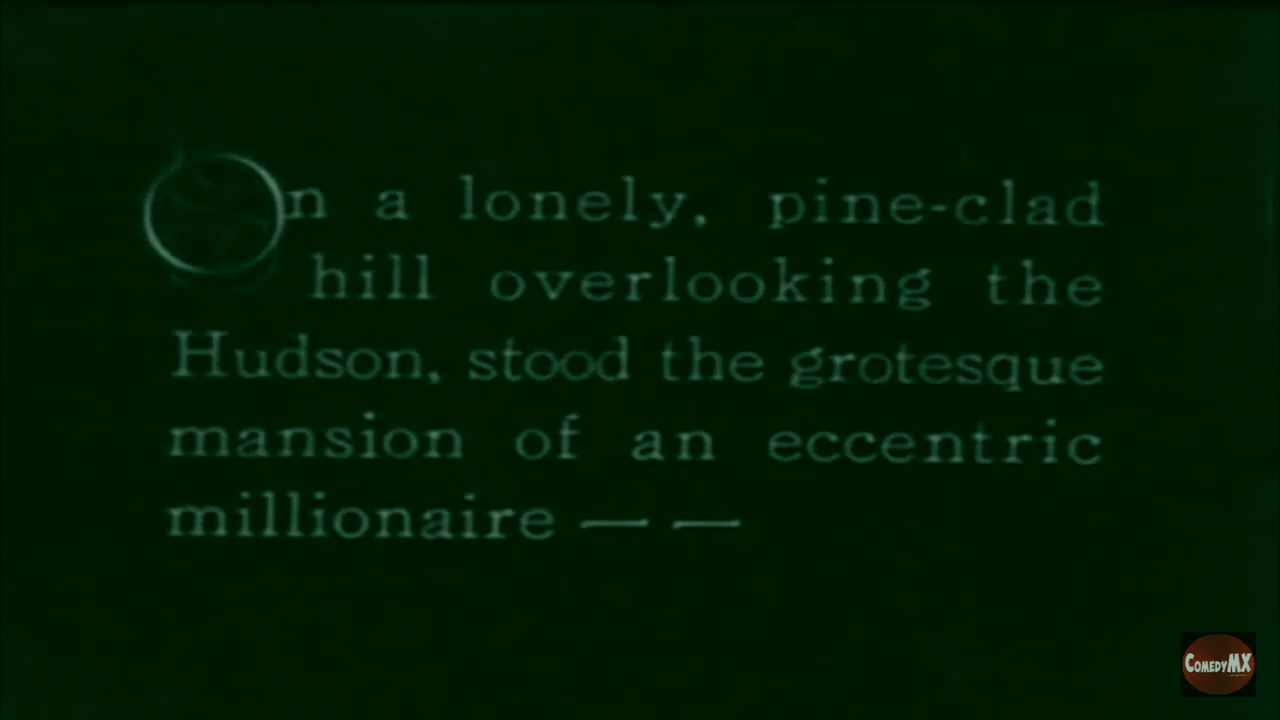 On a lonely, pine-clad
hill overlooking the
Hudson, stood the grotesque
mansion of an eccentric
millionaire — —
COMEDYMX